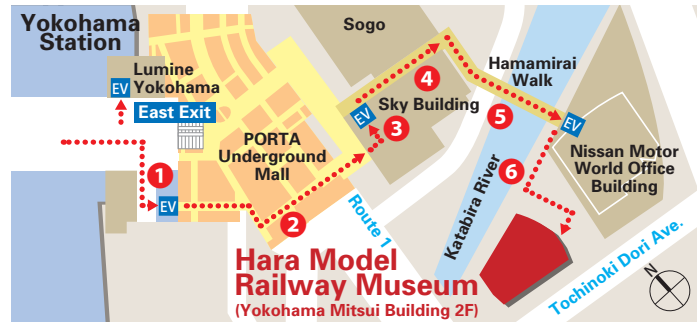 Yokohama
Station
Sogo
Lumine
Yokohama
EV
East Exit
Hamamirai
Walk
4
EV
Sky Building
3
5
EV
PORTA
Underground
Mall
Nissan Motor
World Office
Building
1
EV
2
6
Katabira River
Route 1
Hara Model
Railway Museum
(Yokohama Mitsui Building 2F)
Tochinoki Dori Ave.
N